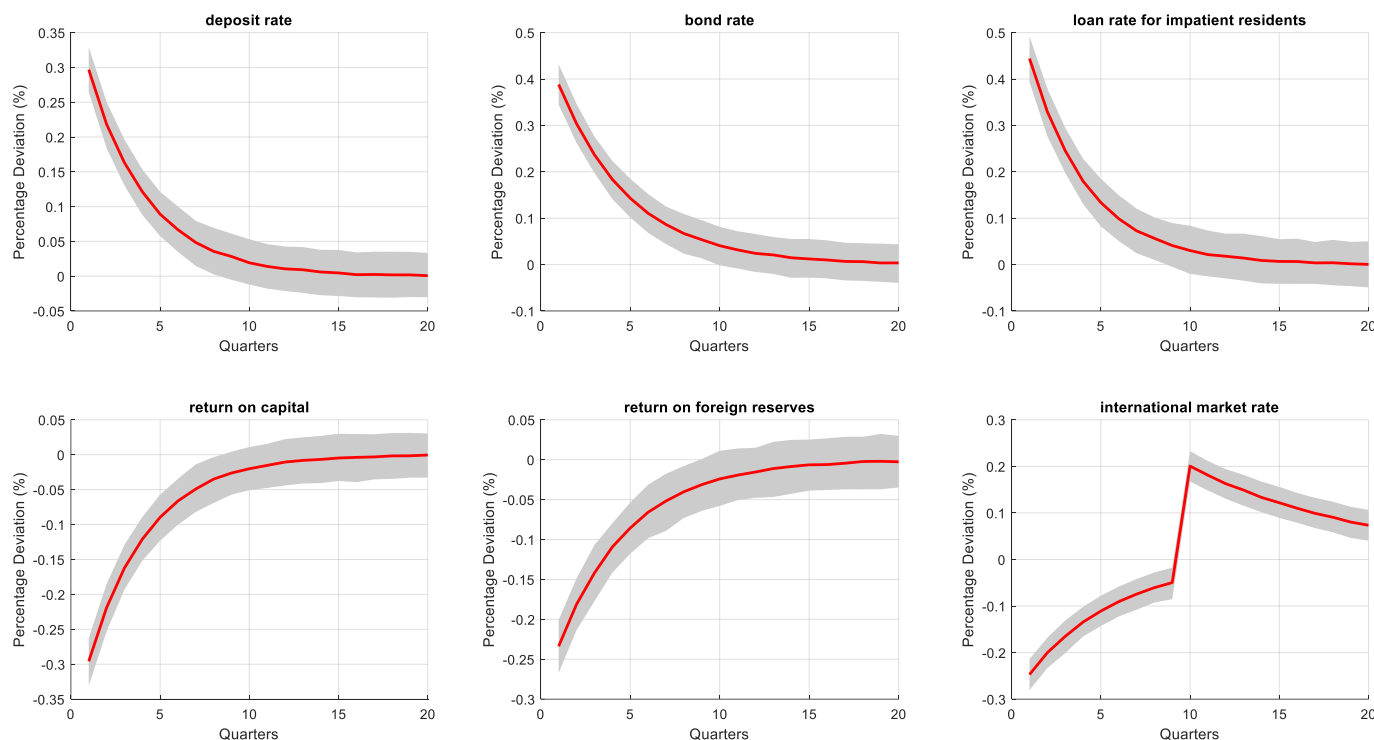 deposit rate
Percentage Deviation (%)
0.35
0.3
0.25
0.2
0.15
0.1
0.05
0
-0.05
0 5 10 15 20
Quarters
bond rate
Percentage Deviation (%)
0.5
0.4
0.3
0.2
0.1
0
-0.1
0 5 10 15 20
Quarters
loan rate for impatient residents
Percentage Deviation (%)
0.5
0.4
0.3
0.2
0.1
0
-0.1
0 5 10 15 20
Quarters
return on capital
Percentage Deviation (%)
0.05
0
-0.05
-0.1
-0.15
-0.2
-0.25
-0.3
-0.35
0 5 10 15 20
Quarters
return on foreign reserves
Percentage Deviation (%)
0.05
0
-0.05
-0.1
-0.15
-0.2
-0.25
-0.3
0 5 10 15 20
Quarters
international market rate
Percentage Deviation (%)
0.3
0.2
0.1
0
-0.1
-0.2
-0.3
0 5 10 15 20
Quarters